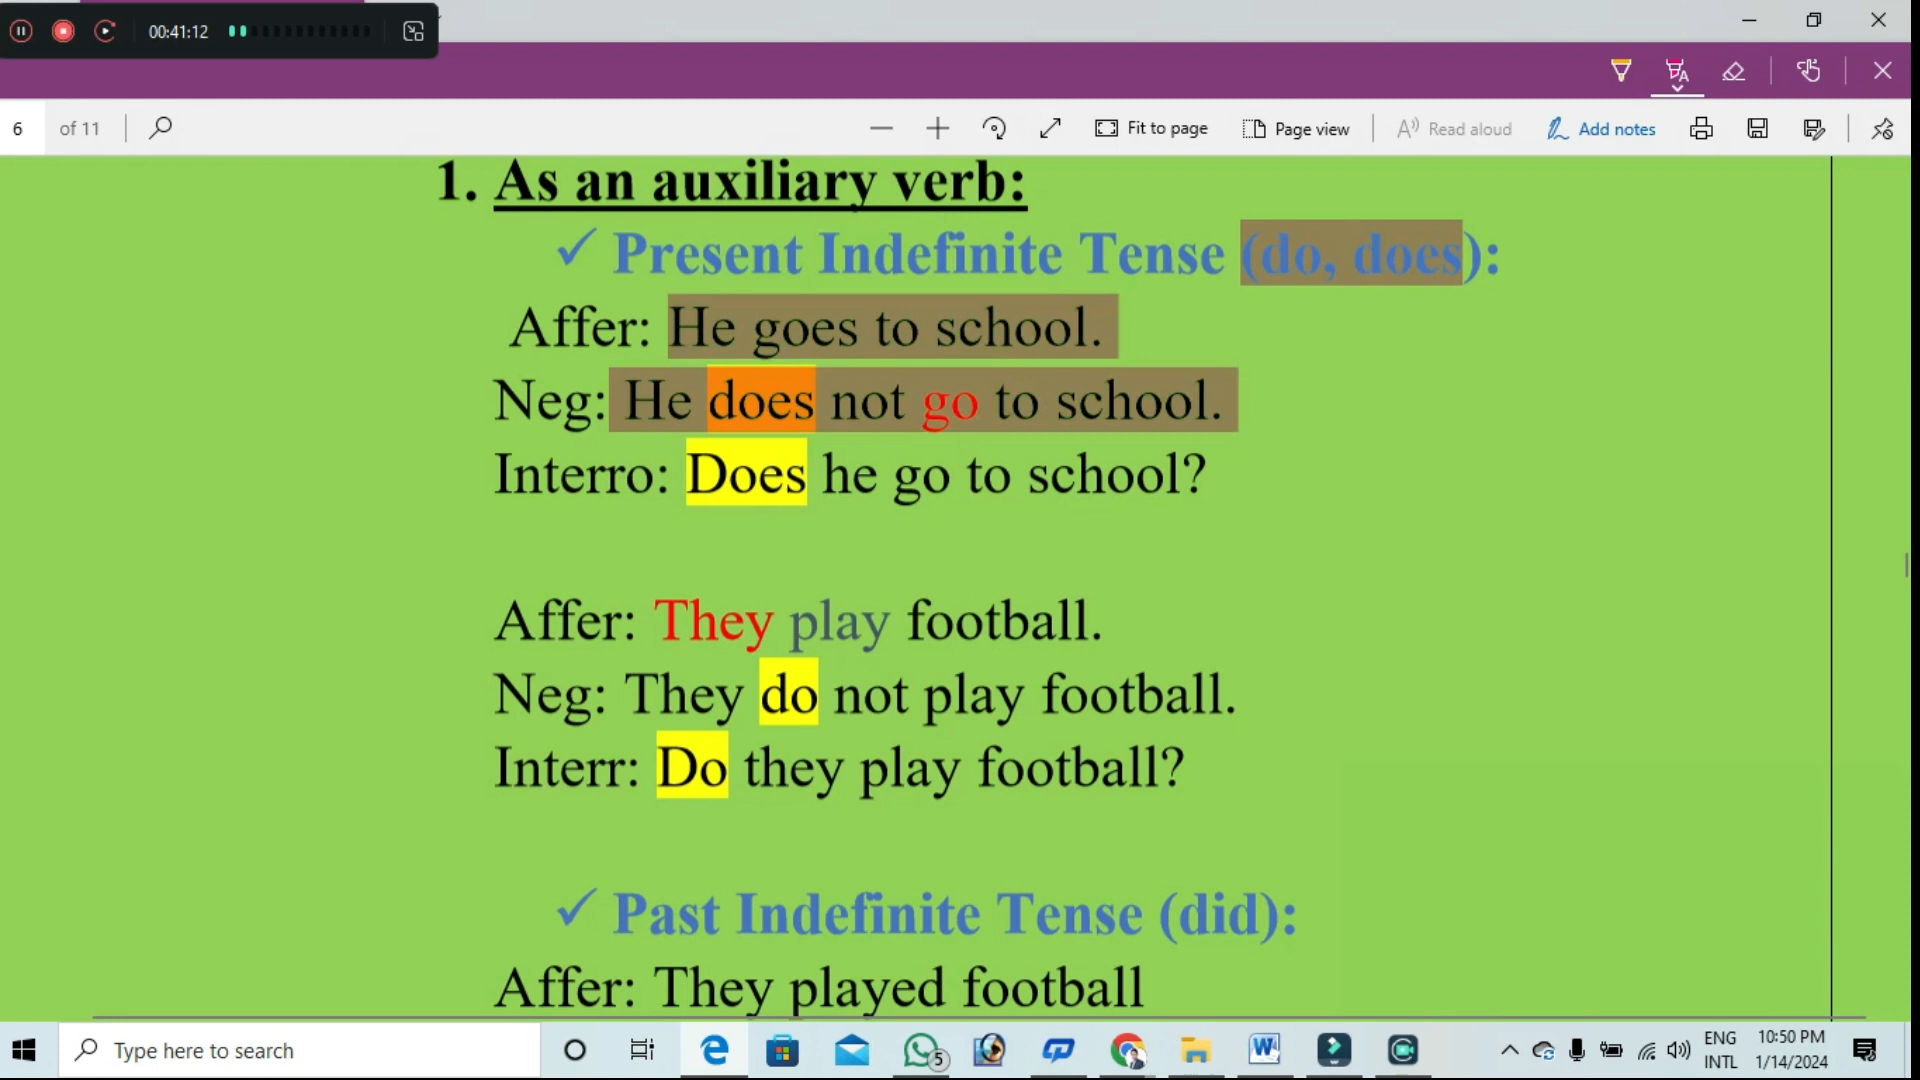 00:41:12
6 of 11
Fit to page
Page view
Read aloud
Add notes
1. As an auxiliary verb:
✓ Present Indefinite Tense (do, does):
Affer: He goes to school.
Neg: He does not go to school.
Interro: Does he go to school?
Affer: They play football.
Neg: They do not play football.
Interr: Do they play football?
✓ Past Indefinite Tense (did):
Affer: They played football
Type here to search
5
ENG
INTL
10:50 PM
1/14/2024